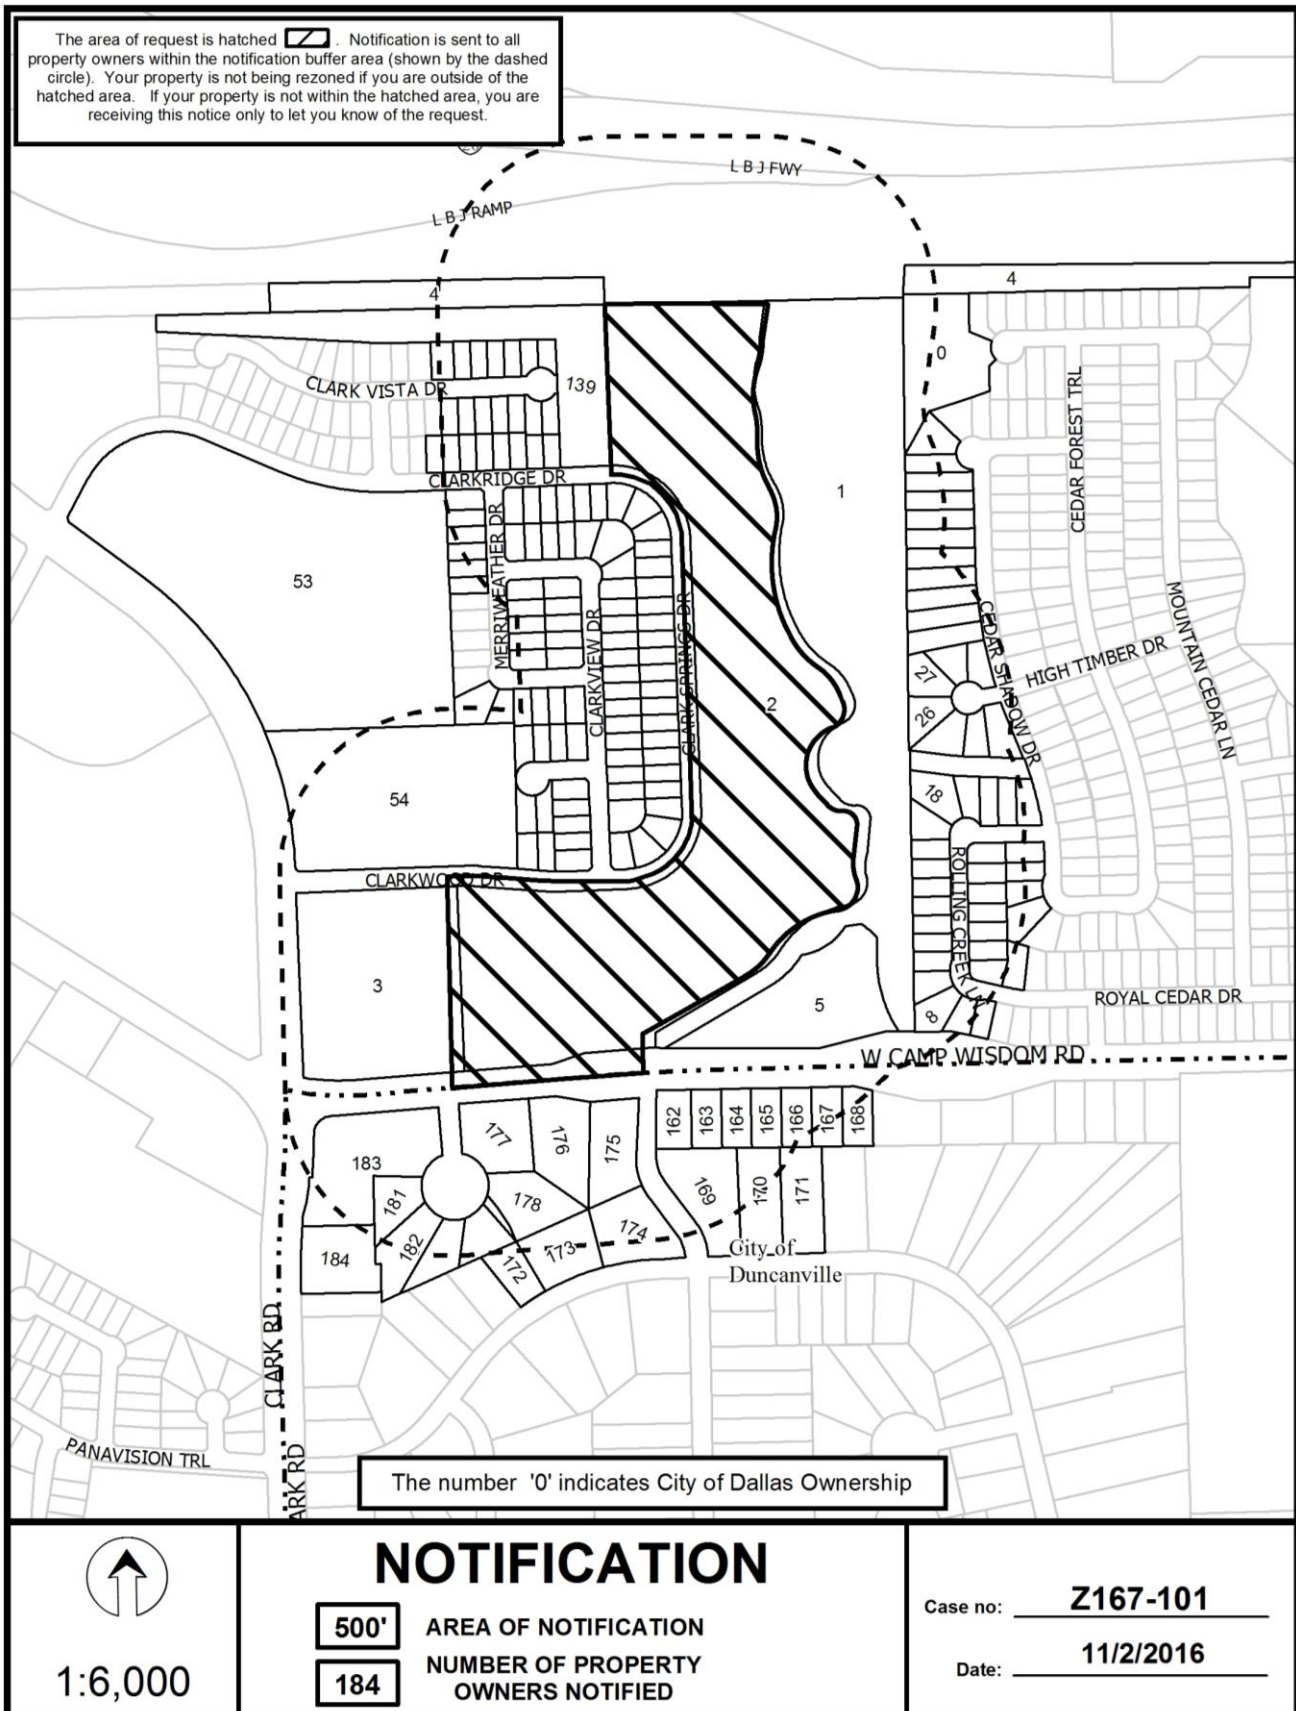 The area of request is hatched . Notification is sent to all
property owners within the notification buffer area (shown by the dashed
circle). Your property is not being rezoned if you are outside of the
hatched area. If your property is not within the hatched area, you are
receiving this notice only to let you know of the request.
L B J FWY
L B J RAMP
4
4
0
139
CLARK VISTA DR
CEDAR FOREST TRL
CLARKRIDGE DR
1
MERRIWEATHER DR
53
CLARKVIEW DR
CLARK SPRINGS DR
CEDAR SHADOW DR
MOUNTAIN CEDAR LN
HIGH TIMBER DR
27
2
26
54
18
CLARKWOOD DR
ROLLING CREEK LN
3
5
8
ROYAL CEDAR DR
W CAMP WISDOM RD
162
163
164
165
166
167
168
177
176
175
183
181
178
169
170
171
182
174
184
172
173
City of
Duncanville
CLARK RD
PANAVISION TRL
ARK RD
The number '0' indicates City of Dallas Ownership
NOTIFICATION
500' AREA OF NOTIFICATION
184 NUMBER OF PROPERTY
OWNERS NOTIFIED
1:6,000
Case no: Z167-101
Date: 11/2/2016